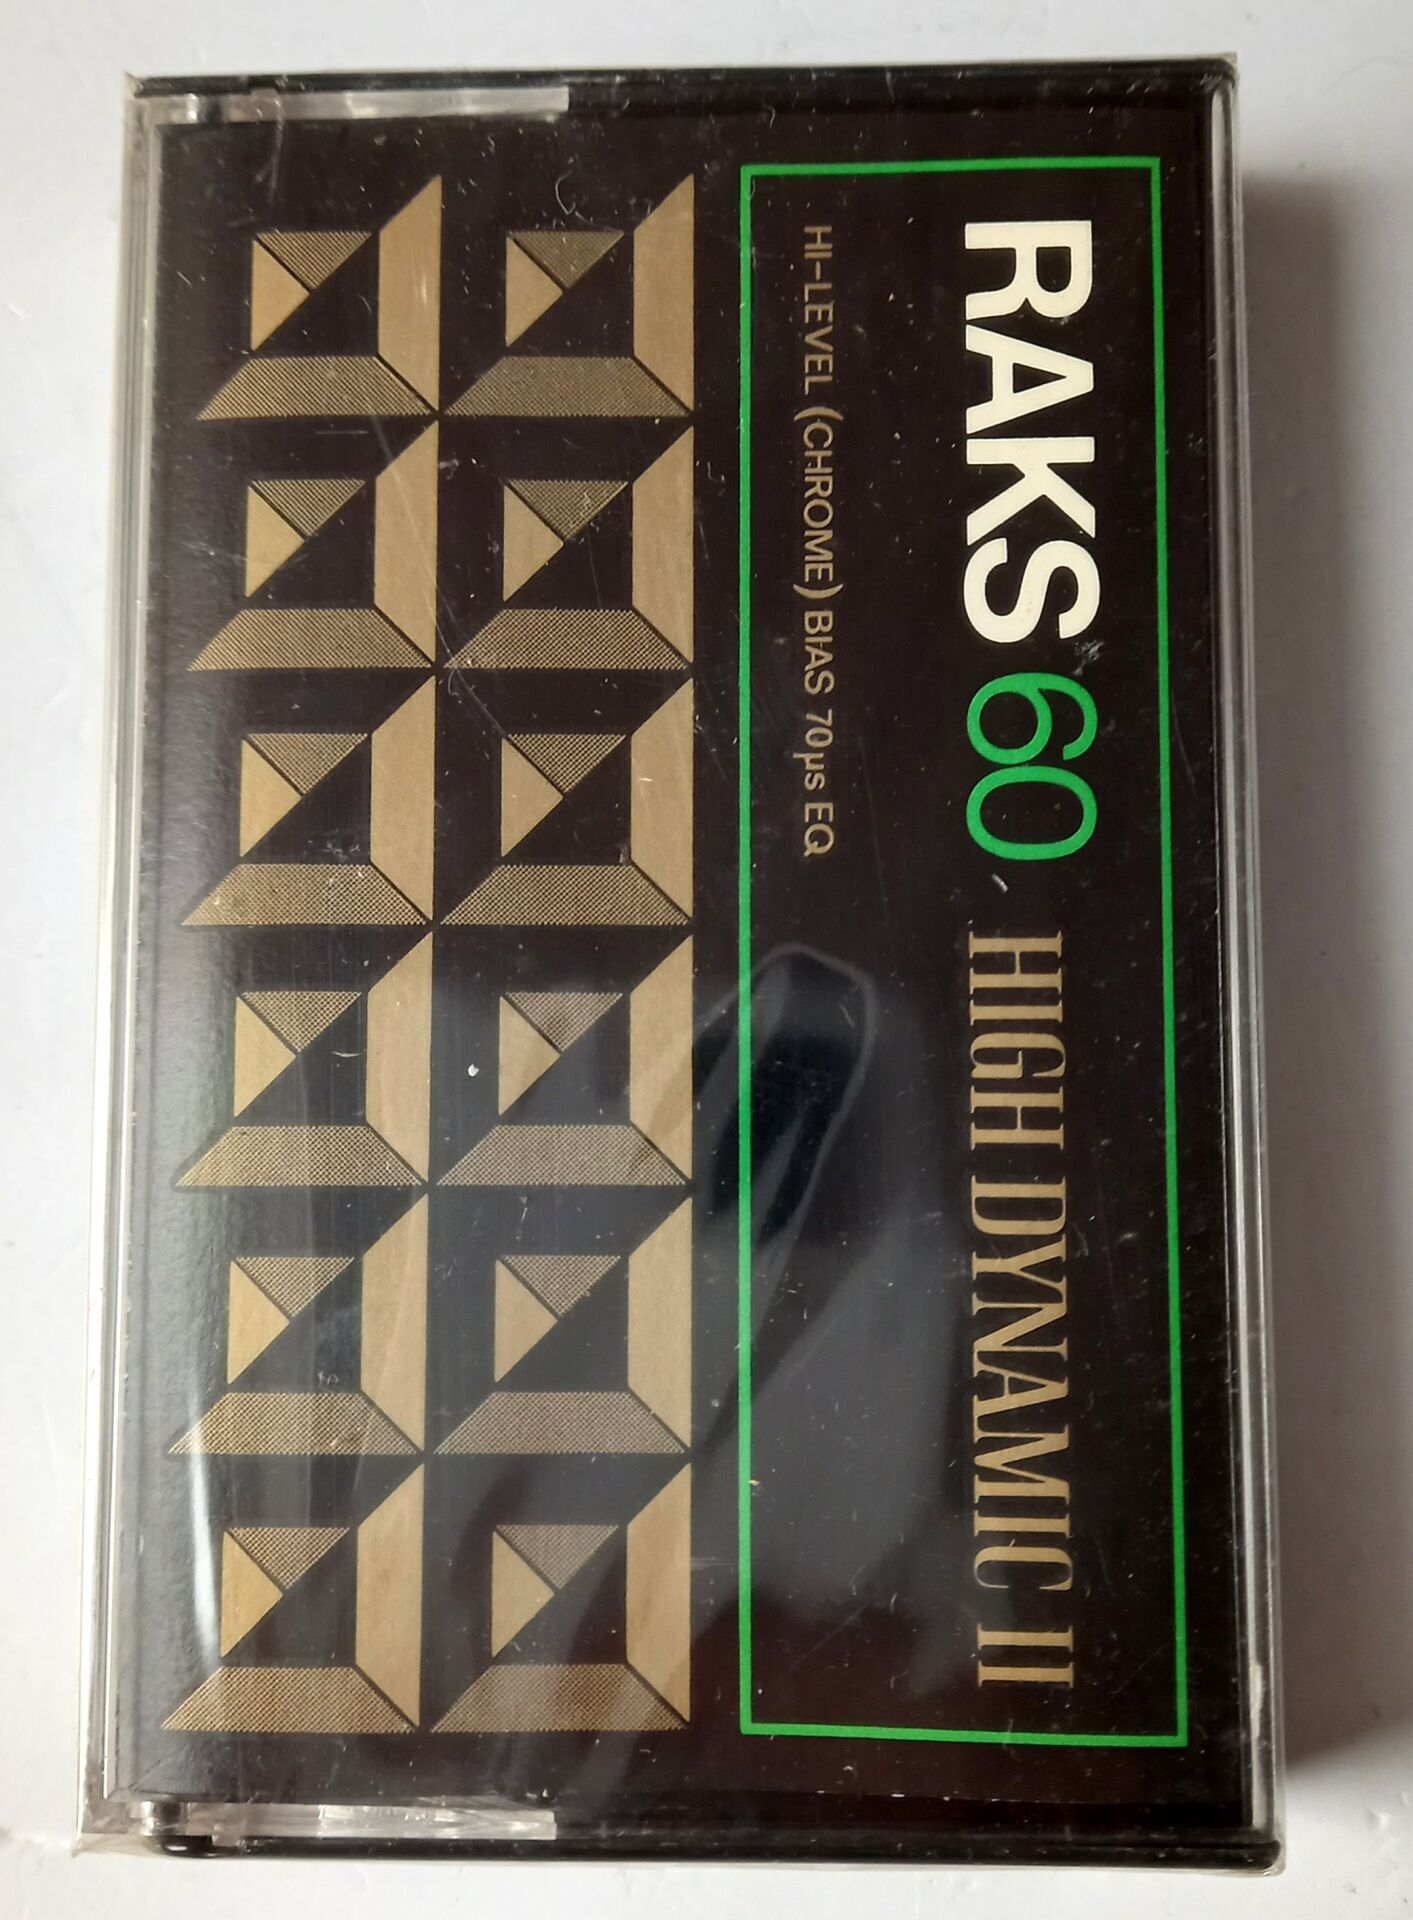 RAKS 60 HIGH DYNAMIC II
HI-LEVEL (CHROME) BIAS 70µs EQ